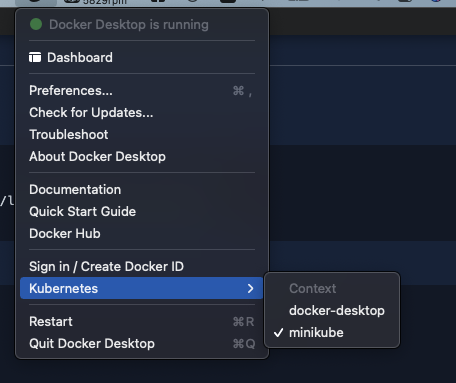 5829rpm
Docker Desktop is running
Dashboard
Preferences... ⌘ ,
Check for Updates...
Troubleshoot
About Docker Desktop
/l
Documentation
Quick Start Guide
Docker Hub
Sign in / Create Docker ID
Kubernetes
Context
docker-desktop
✓ minikube
Restart ⌘R
Quit Docker Desktop ⌘Q